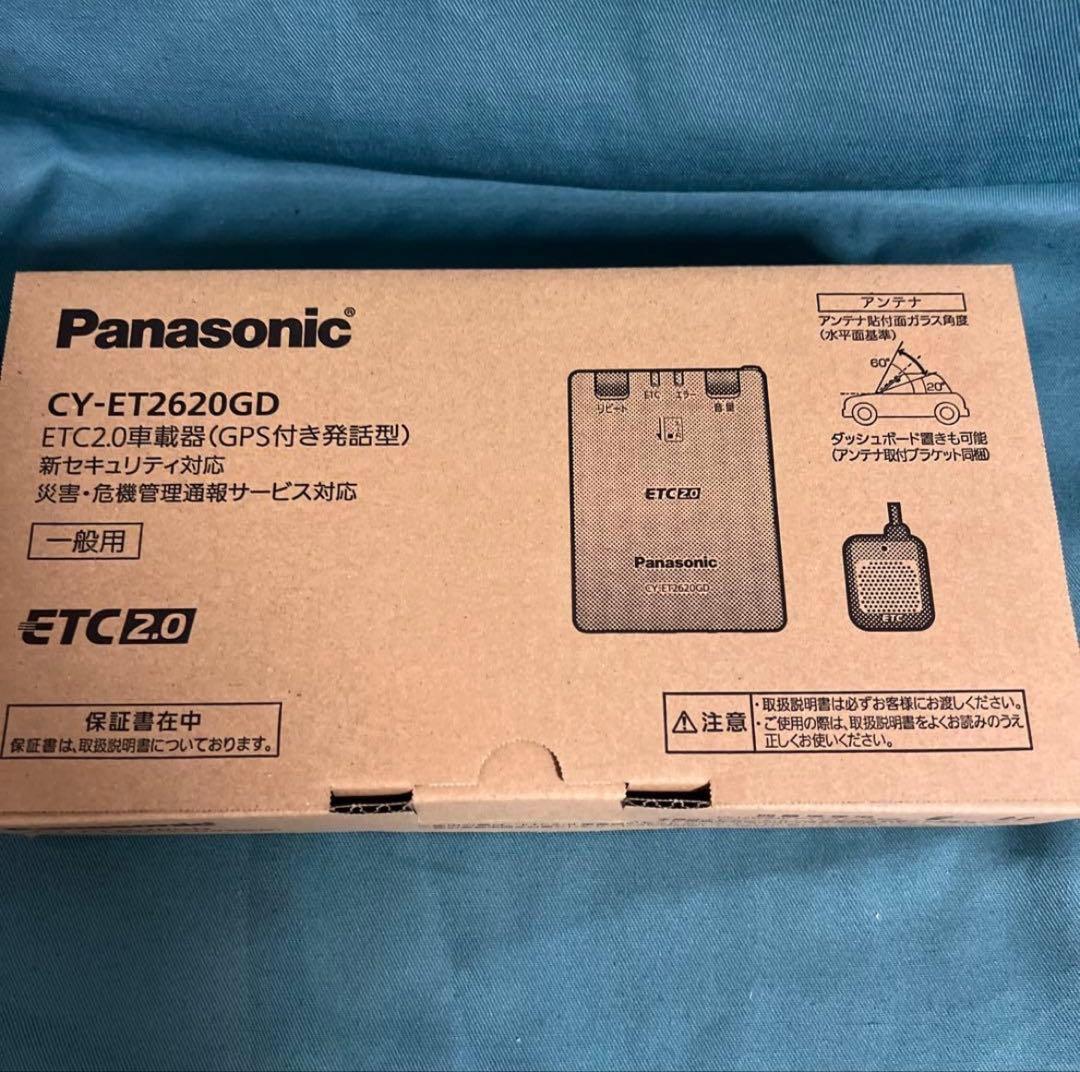 Panasonic®
CY-ET2620GD
ETC2.0車載器(GPS付き発話型)
新セキュリティ対応
災害・危機管理通報サービス対応
一般用
ETC2.0
保証書在中
保証書は、取扱説明書についております。
リピート
ETC
エラー
音量
ETC2.0
Panasonic
CY-ET2620GD
アンテナ
アンテナ貼付面ガラス角度
(水平面基準)
60°
20°
ダッシュボード置きも可能
(アンテナ取付ブラケット同梱)
ETC
注意
・取扱説明書は必ずお客様にお渡しください。
・ご使用の際は、取扱説明書をよくお読みのうえ
正しくお使いください。